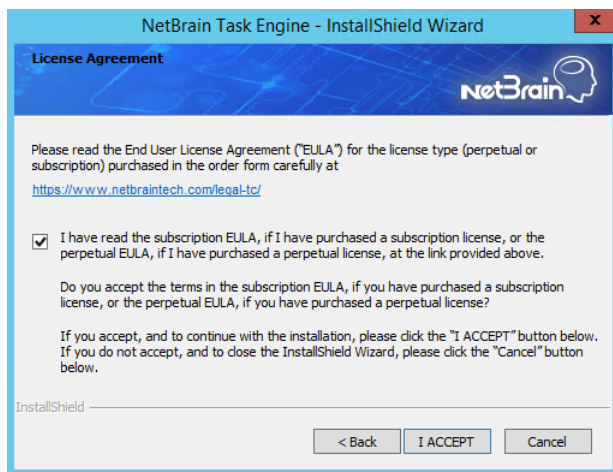 NetBrain Task Engine - InstallShield Wizard
x
License Agreement
NetBrain
Please read the End User License Agreement ("EULA") for the license type (perpetual or
subscription) purchased in the order form carefully at
https://www.netbraintech.com/legal-tc/
I have read the subscription EULA, if I have purchased a subscription license, or the
perpetual EULA, if I have purchased a perpetual license, at the link provided above.
Do you accept the terms in the subscription EULA, if you have purchased a subscription
license, or the perpetual EULA, if you have purchased a perpetual license?
If you accept, and to continue with the installation, please click the "I ACCEPT" button below.
If you do not accept, and to close the InstallShield Wizard, please click the "Cancel" button
below.
InstallShield
< Back I ACCEPT Cancel